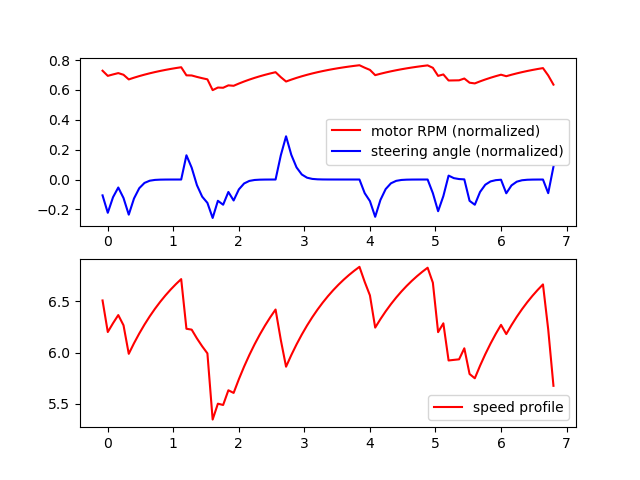 0.8
0.6
0.4
0.2
0.0
−0.2
motor RPM (normalized)
steering angle (normalized)
0 1 2 3 4 5 6 7
6.5
6.0
5.5
speed profile
0 1 2 3 4 5 6 7